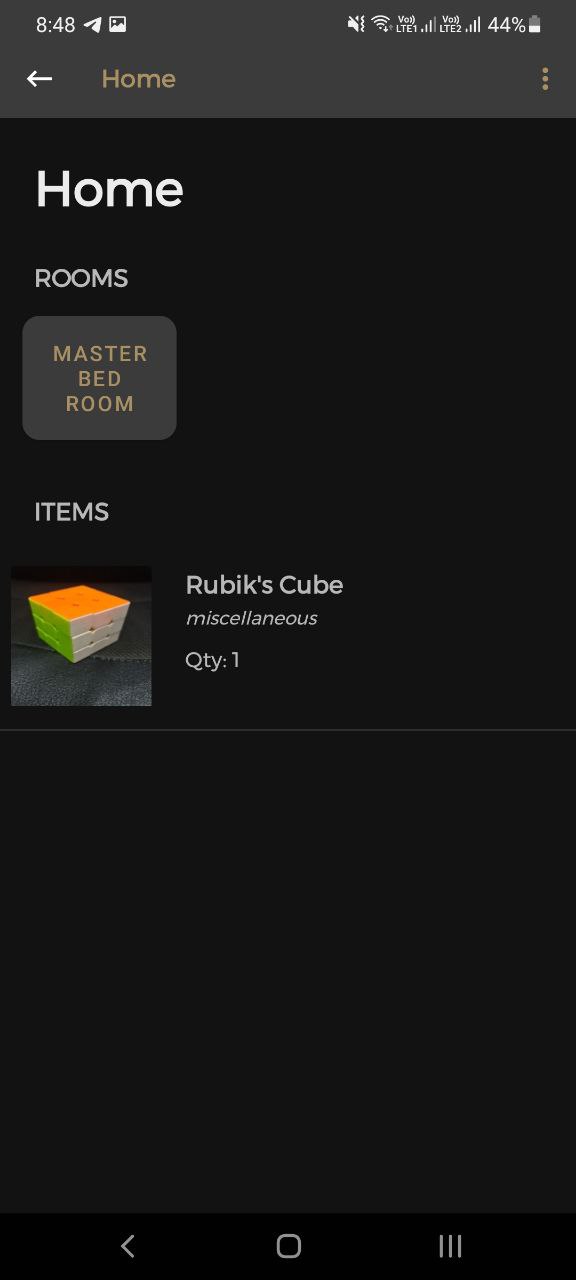 8:48 Vo) LTE1 Vo) LTE2 44%
Home
Home
ROOMS
MASTER
BED
ROOM
ITEMS
Rubik's Cube
miscellaneous
Qty: 1